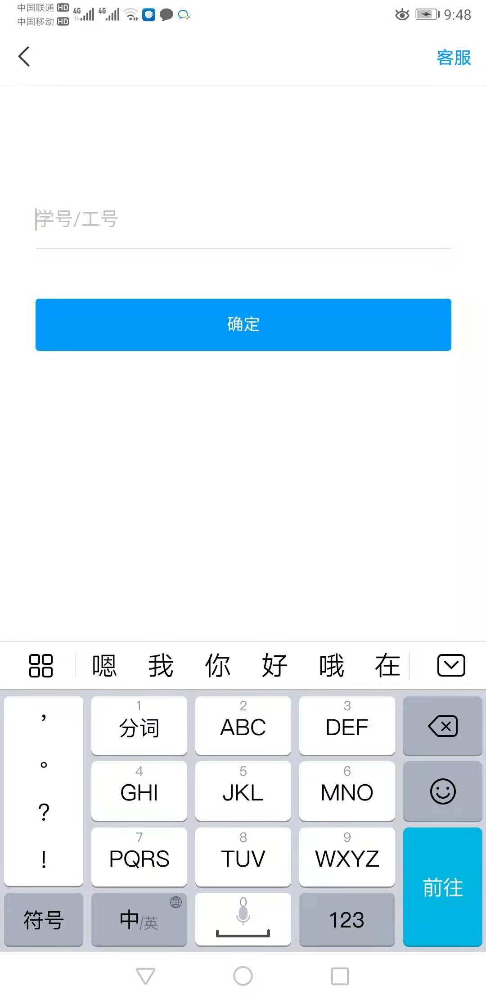 中国联通 HD 4G 4G 9:48
中国移动 HD
客服
学号/工号
确定
嗯 我 你 好 哦 在
，
。
?
!
1 2 3
分词 ABC DEF
4 5 6
GHI JKL MNO
7 8 9
PQRS TUV WXYZ
前往
符号 中/英 0 123